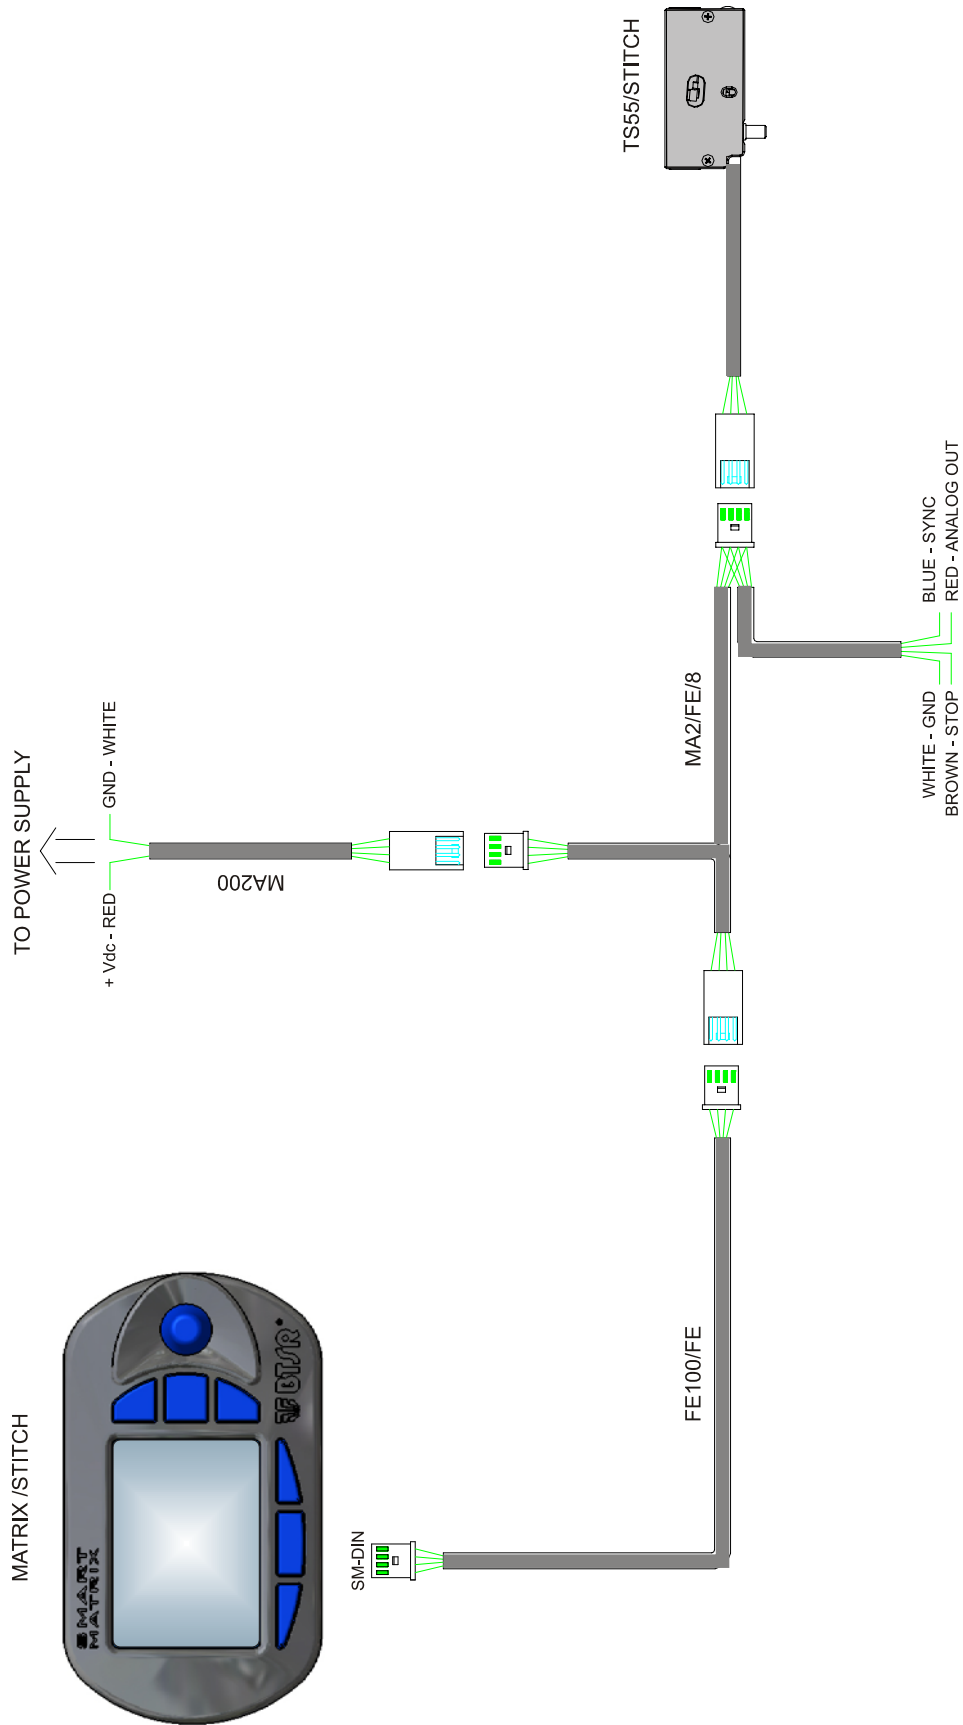 MATRIX /STITCH
SMART
MATRIX
BTSR
SM-DIN
FE100/FE
TO POWER SUPPLY
+ Vdc - RED
GND - WHITE
MA200
MA2/FE/8
WHITE - GND
BROWN - STOP
BLUE - SYNC
RED - ANALOG OUT
TS55/STITCH